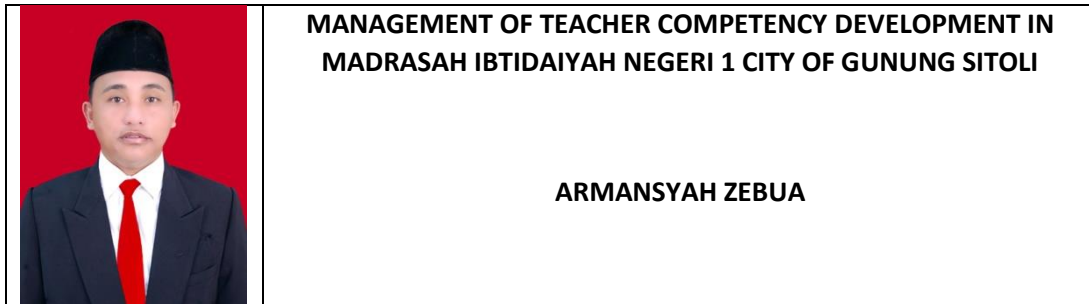 MANAGEMENT OF TEACHER COMPETENCY DEVELOPMENT IN
MADRASAH IBTIDAIYAH NEGERI 1 CITY OF GUNUNG SITOLI
ARMANSYAH ZEBUA